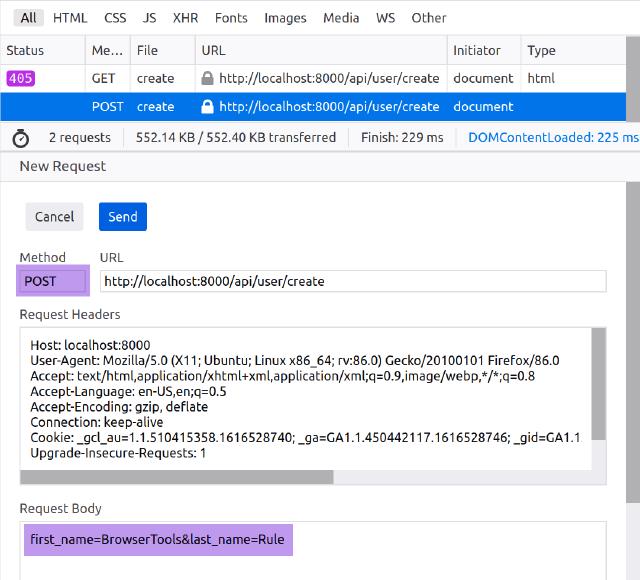 All HTML CSS JS XHR Fonts Images Media WS Other
Status Me... File URL Initiator Type
405 GET create http://localhost:8000/api/user/create document html
POST create http://localhost:8000/api/user/create document
2 requests 552.14 KB / 552.40 KB transferred Finish: 229 ms DOMContentLoaded: 225 ms
New Request
Cancel Send
Method URL
POST http://localhost:8000/api/user/create
Request Headers
Host: localhost:8000
User-Agent: Mozilla/5.0 (X11; Ubuntu; Linux x86_64; rv:86.0) Gecko/20100101 Firefox/86.0
Accept: text/html,application/xhtml+xml,application/xml;q=0.9,image/webp,*/*;q=0.8
Accept-Language: en-US,en;q=0.5
Accept-Encoding: gzip, deflate
Connection: keep-alive
Cookie: _gcl_au=1.1.510415358.1616528740; _ga=GA1.1.450442117.1616528746; _gid=GA1.1
Upgrade-Insecure-Requests: 1
Request Body
first_name=BrowserTools&last_name=Rule